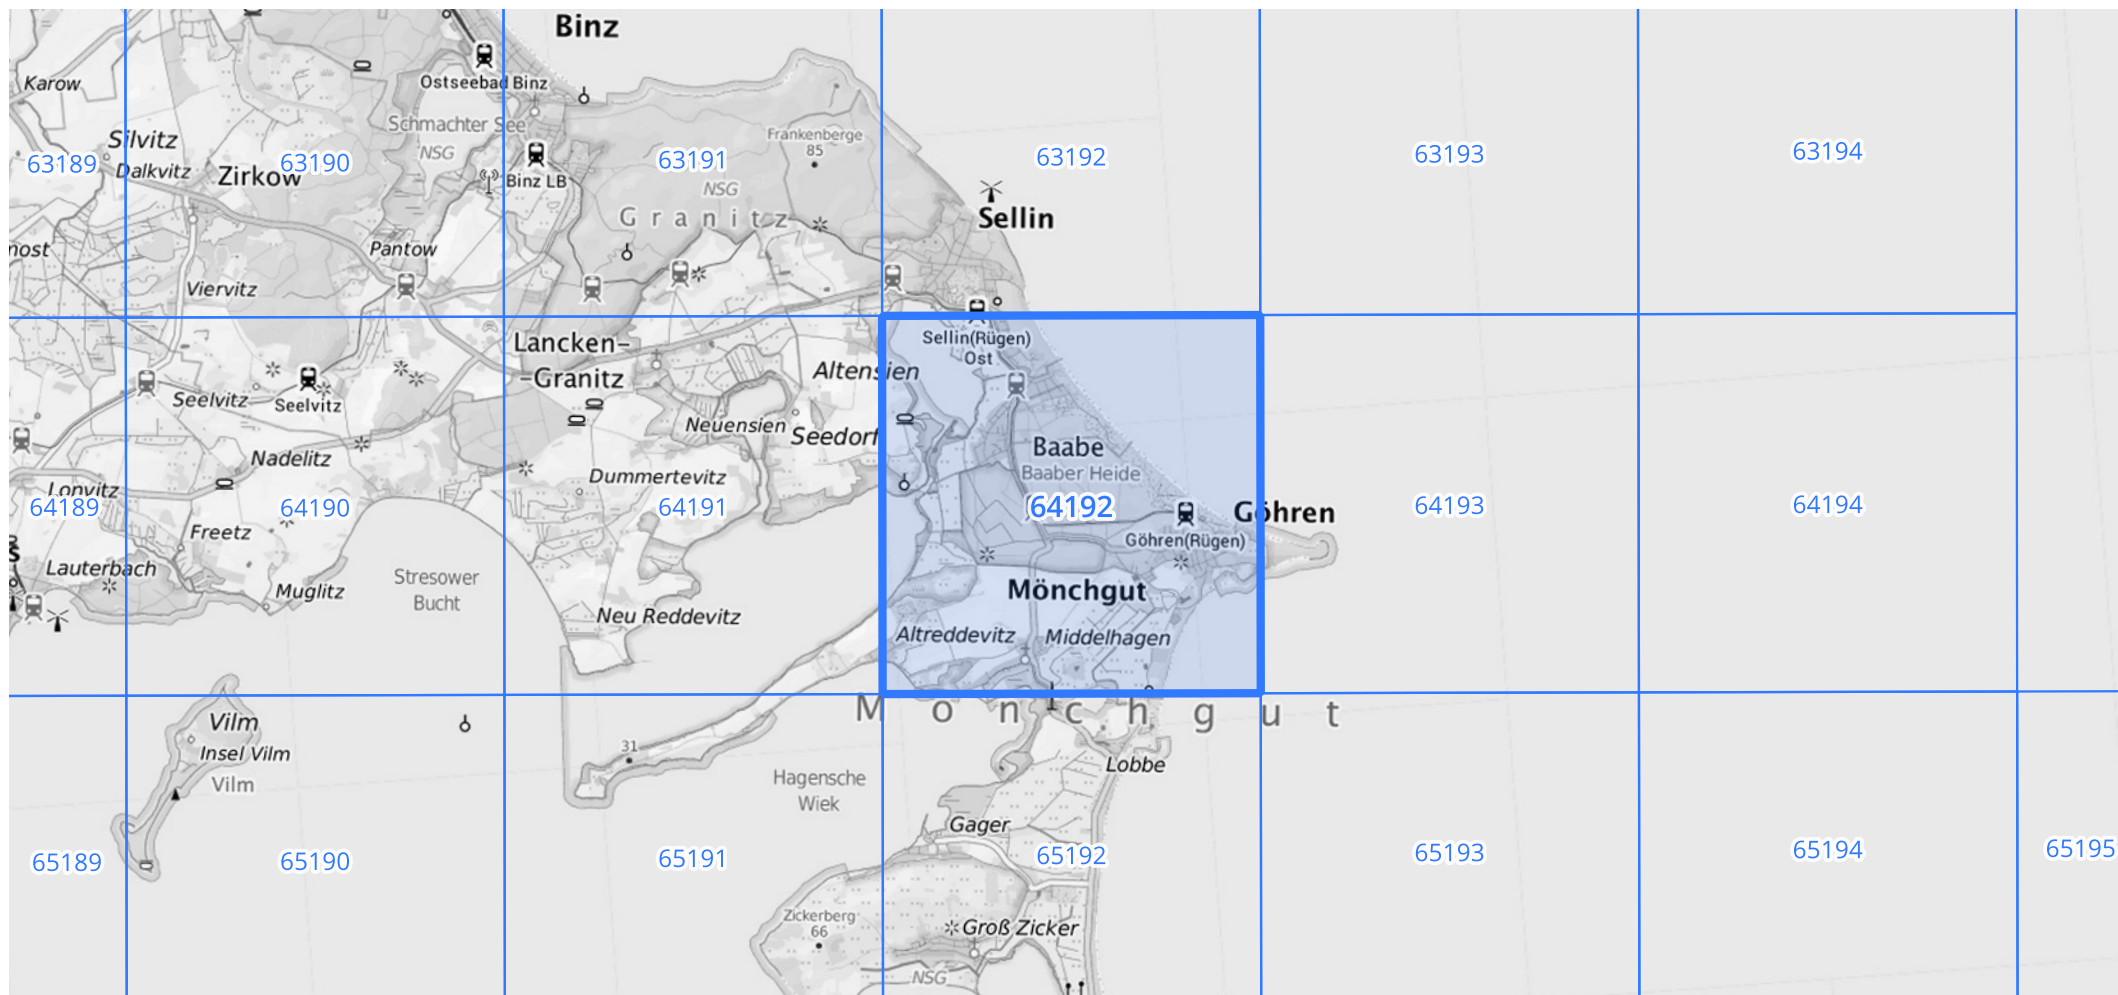 Binz
Ostseebad Binz
Karow
Schmachter See
NSG
Silvitz
Dalkvitz
Zirkow
63189
63190
63191
63192
63193
63194
Frankenberge
85
Binz LB
NSG
Granitz
Sellin
nost
Pantow
Viervitz
Lancken-
-Granitz
Sellin(Rügen)
Ost
Altensien
Seelvitz
Seelvitz
Neuensien
Seedorf
Baabe
Baaber Heide
Nadelitz
Dummertevitz
Lonvitz
64189
64190
64191
64192
64193
64194
Göhren
Göhren(Rügen)
Freetz
s
Lauterbach
Muglitz
Stresower
Bucht
Neu Reddevitz
Mönchgut
Altreddevitz
Middelhagen
Mönchgut
Vilm
Insel Vilm
Vilm
31
Hagensche
Wiek
Lobbe
Gager
65189
65190
65191
65192
65193
65194
65195
Zickerberg
66
Groß Zicker
NSG